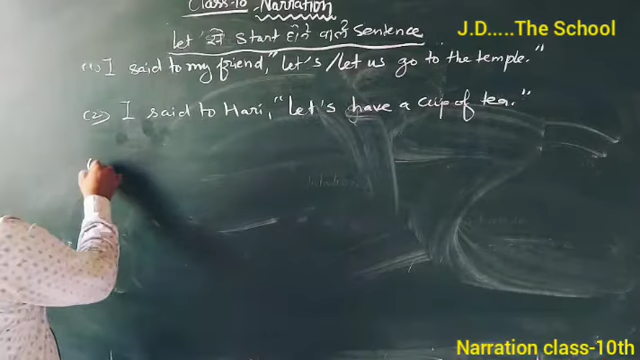 Class-10 Narration
J.D.....The School
let से start होने वाले sentence
(1) I said to my friend, "let's/let us go to the temple."
(2) I said to Hari, "let's have a cup of tea."
Narration class-10th